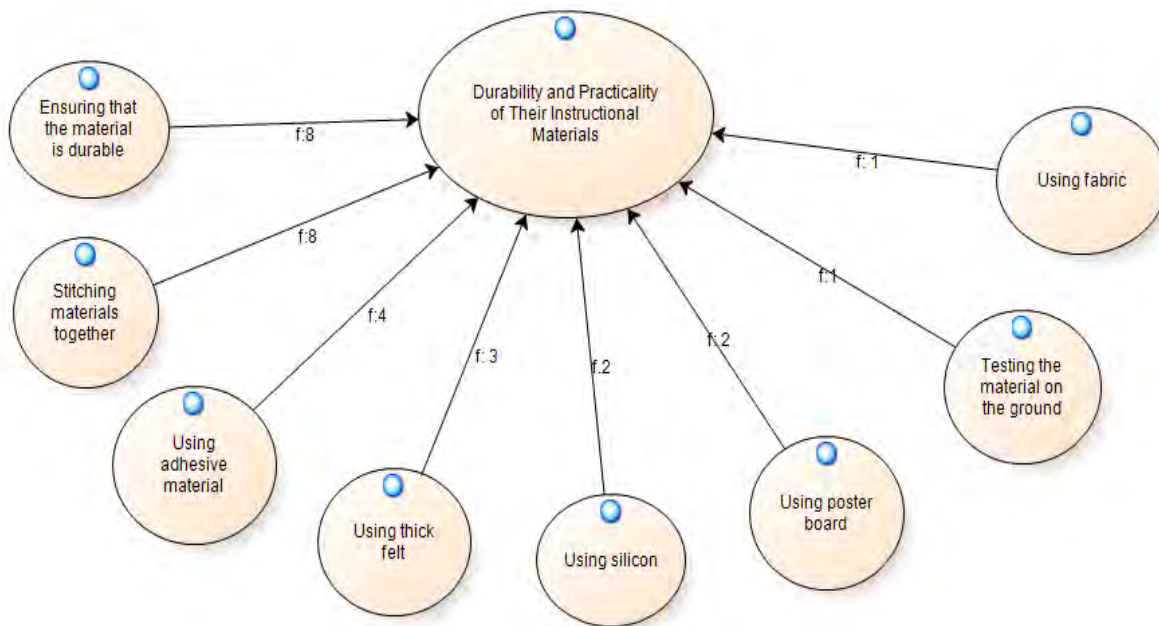 Durability and Practicality
of Their Instructional
Materials
Ensuring that
the material
is durable
f:8
Stitching
materials
together
f:8
Using
adhesive
material
f:4
Using thick
felt
f: 3
Using silicon
f.2
Using poster
board
f: 2
Testing the
material on
the ground
f:1
Using fabric
f: 1